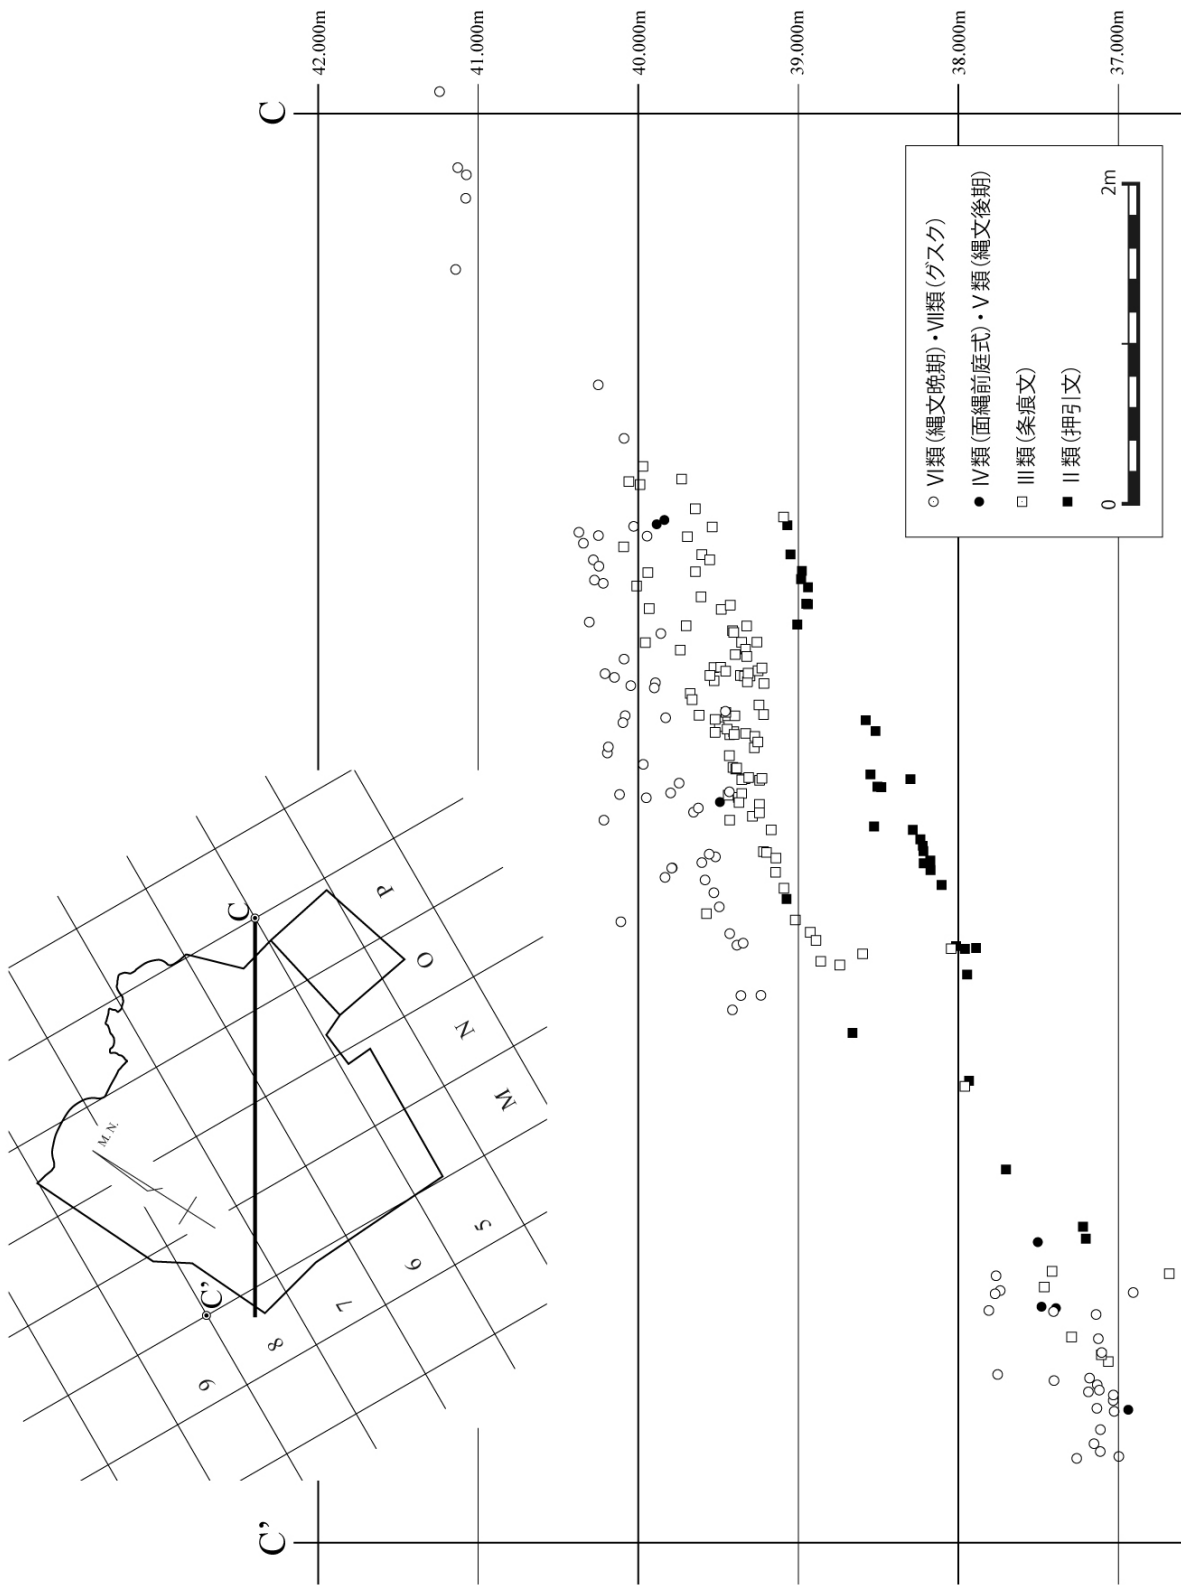 C'
C
42.000m
41.000m
40.000m
39.000m
38.000m
37.000m
C'
C
M.N.
9
8
7
6
5
M
N
O
P
VI類（縄文晩期）・VII類（グスク）
IV類（面縄前庭式）・V類（縄文後期）
III類（条痕文）
II類（押引文）
0
2m